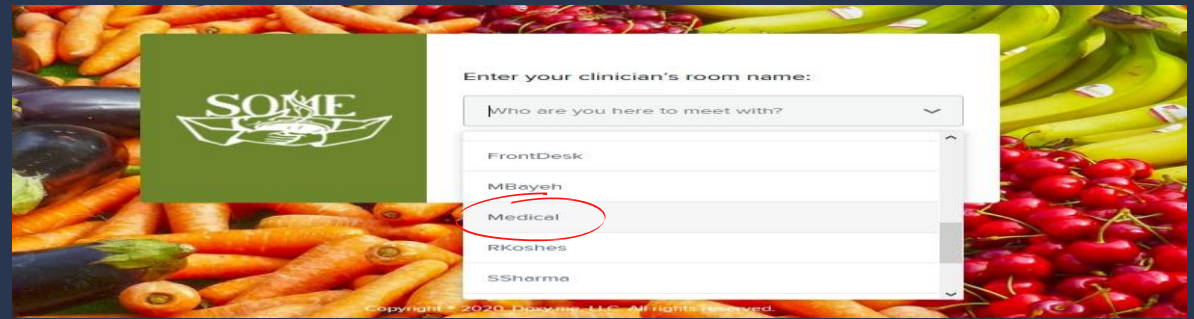 SOME
Enter your clinician's room name:
Who are you here to meet with?
FrontDesk
MBayeh
Medical
RKoshes
SSharma
Copyright © 2020 Doxy.me, LLC. All rights reserved.